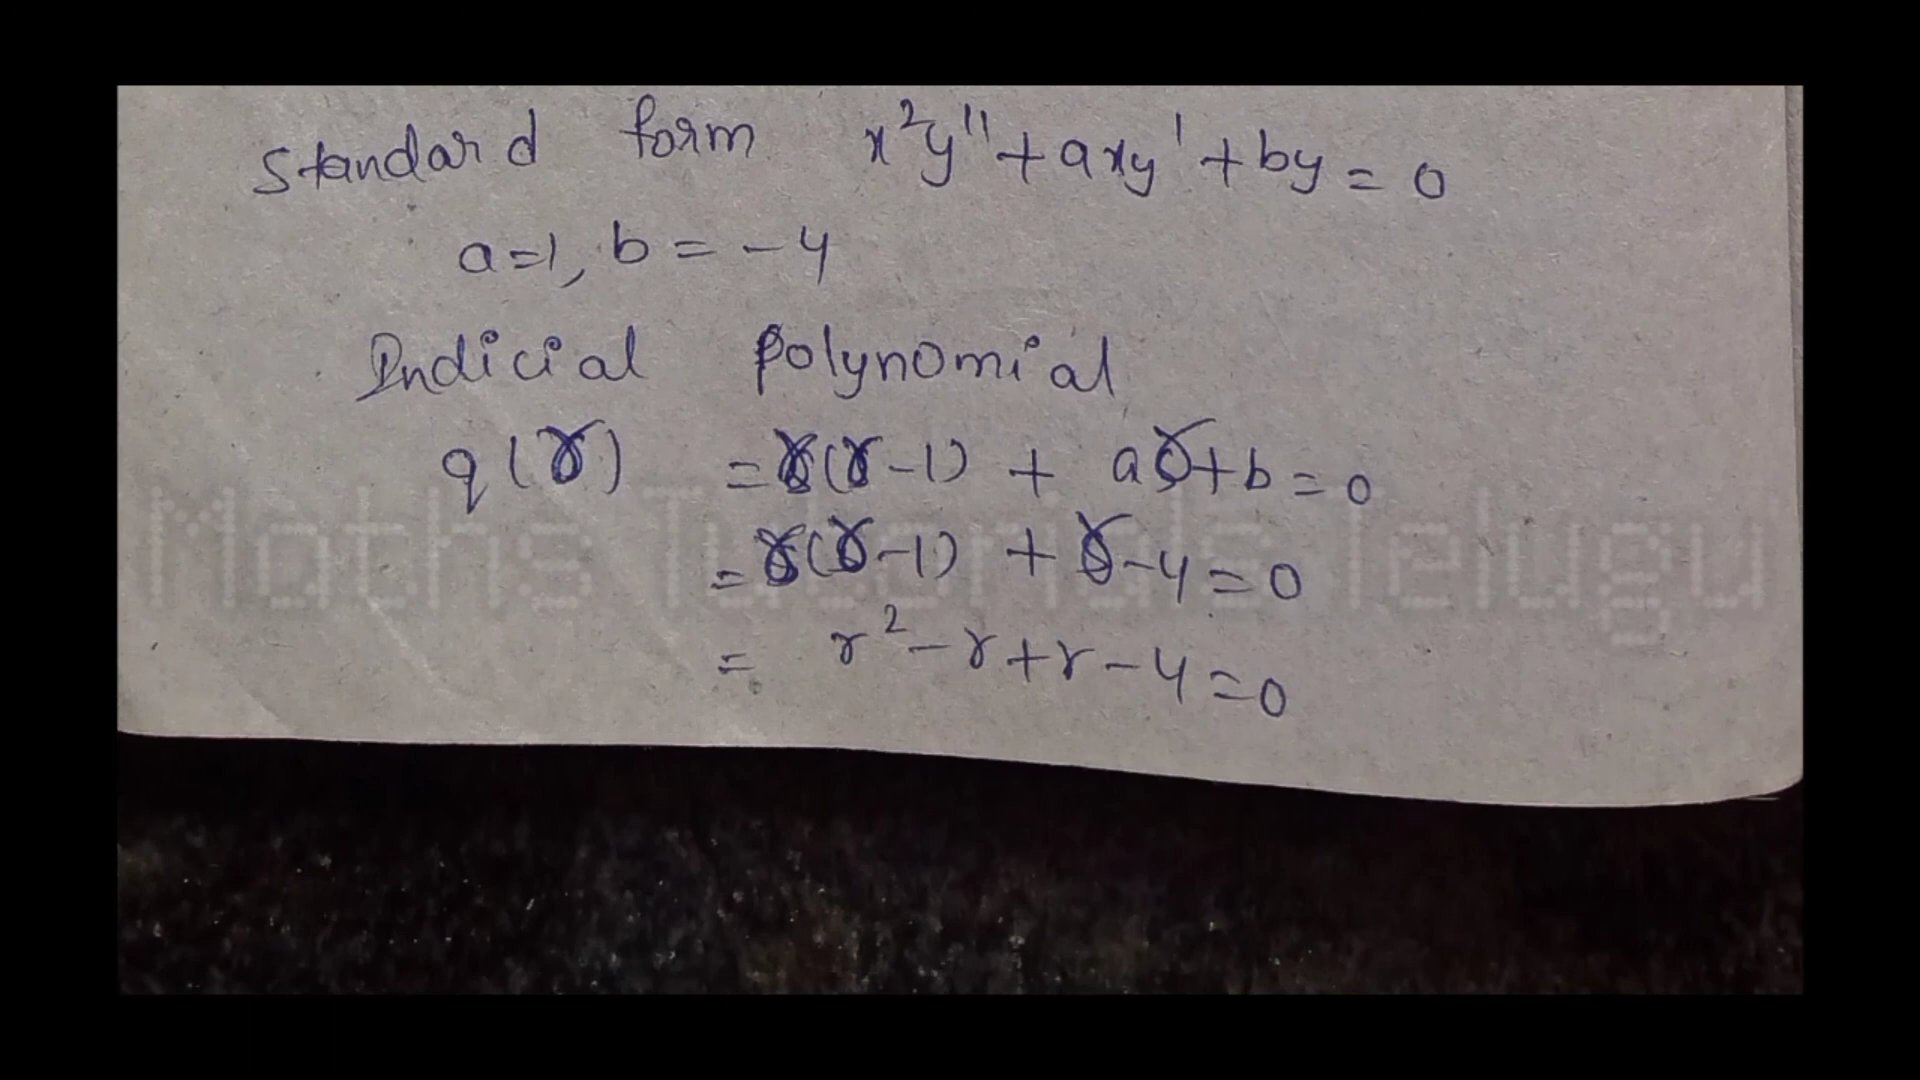 Standard form x²y'' + axy' + by = 0
a=1, b = -4
Indicial Polynomial
q(r) = r(r-1) + ar+b = 0
= r(r-1) + r-4 = 0
= r²-r+r-4=0
Maths Tutorials Telugu